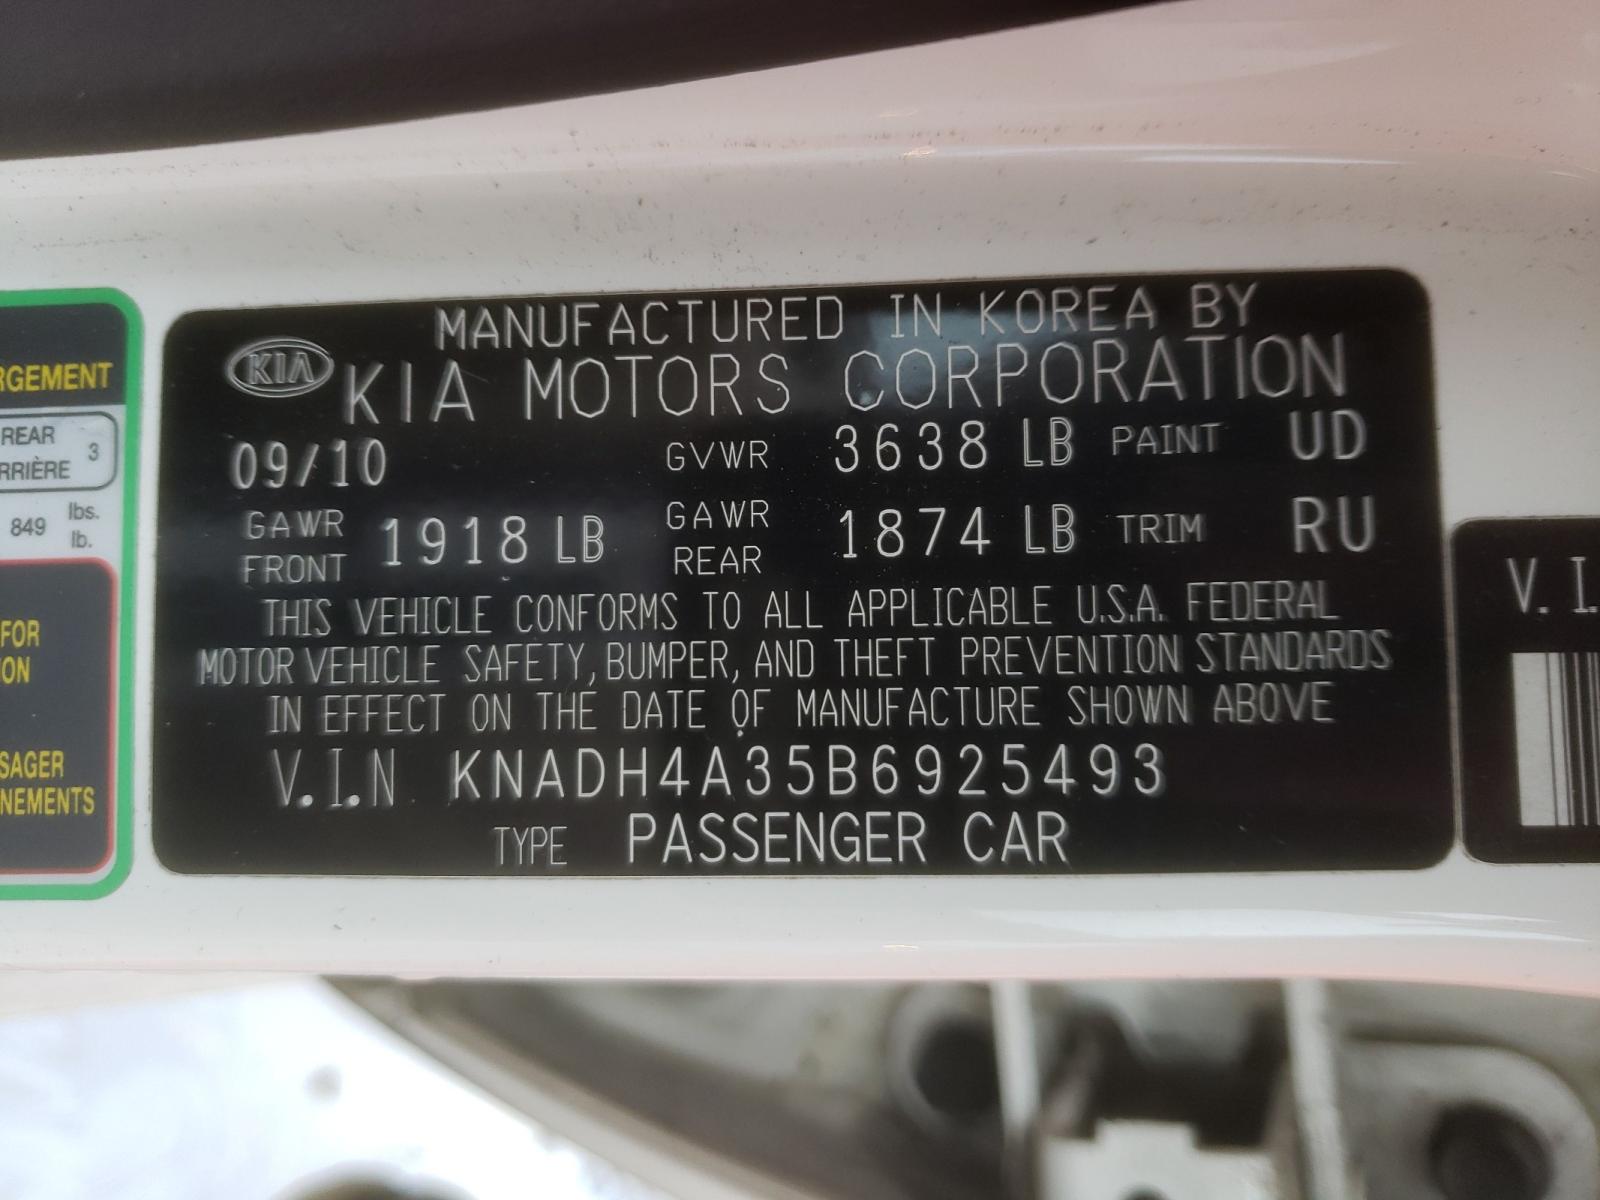 MANUFACTURED IN KOREA BY
KIA KIA MOTORS CORPORATION
09/10 GVWR 3638 LB PAINT UD
GAWR FRONT 1918 LB GAWR REAR 1874 LB TRIM RU
THIS VEHICLE CONFORMS TO ALL APPLICABLE U.S.A. FEDERAL
MOTOR VEHICLE SAFETY, BUMPER, AND THEFT PREVENTION STANDARDS
IN EFFECT ON THE DATE OF MANUFACTURE SHOWN ABOVE
V.I.N KNADH4A35B6925493
TYPE PASSENGER CAR
RGEMENT
REAR 3
RRIÈRE
849 lbs.
lb.
FOR
ION
SAGER
NEMENTS
V. I.